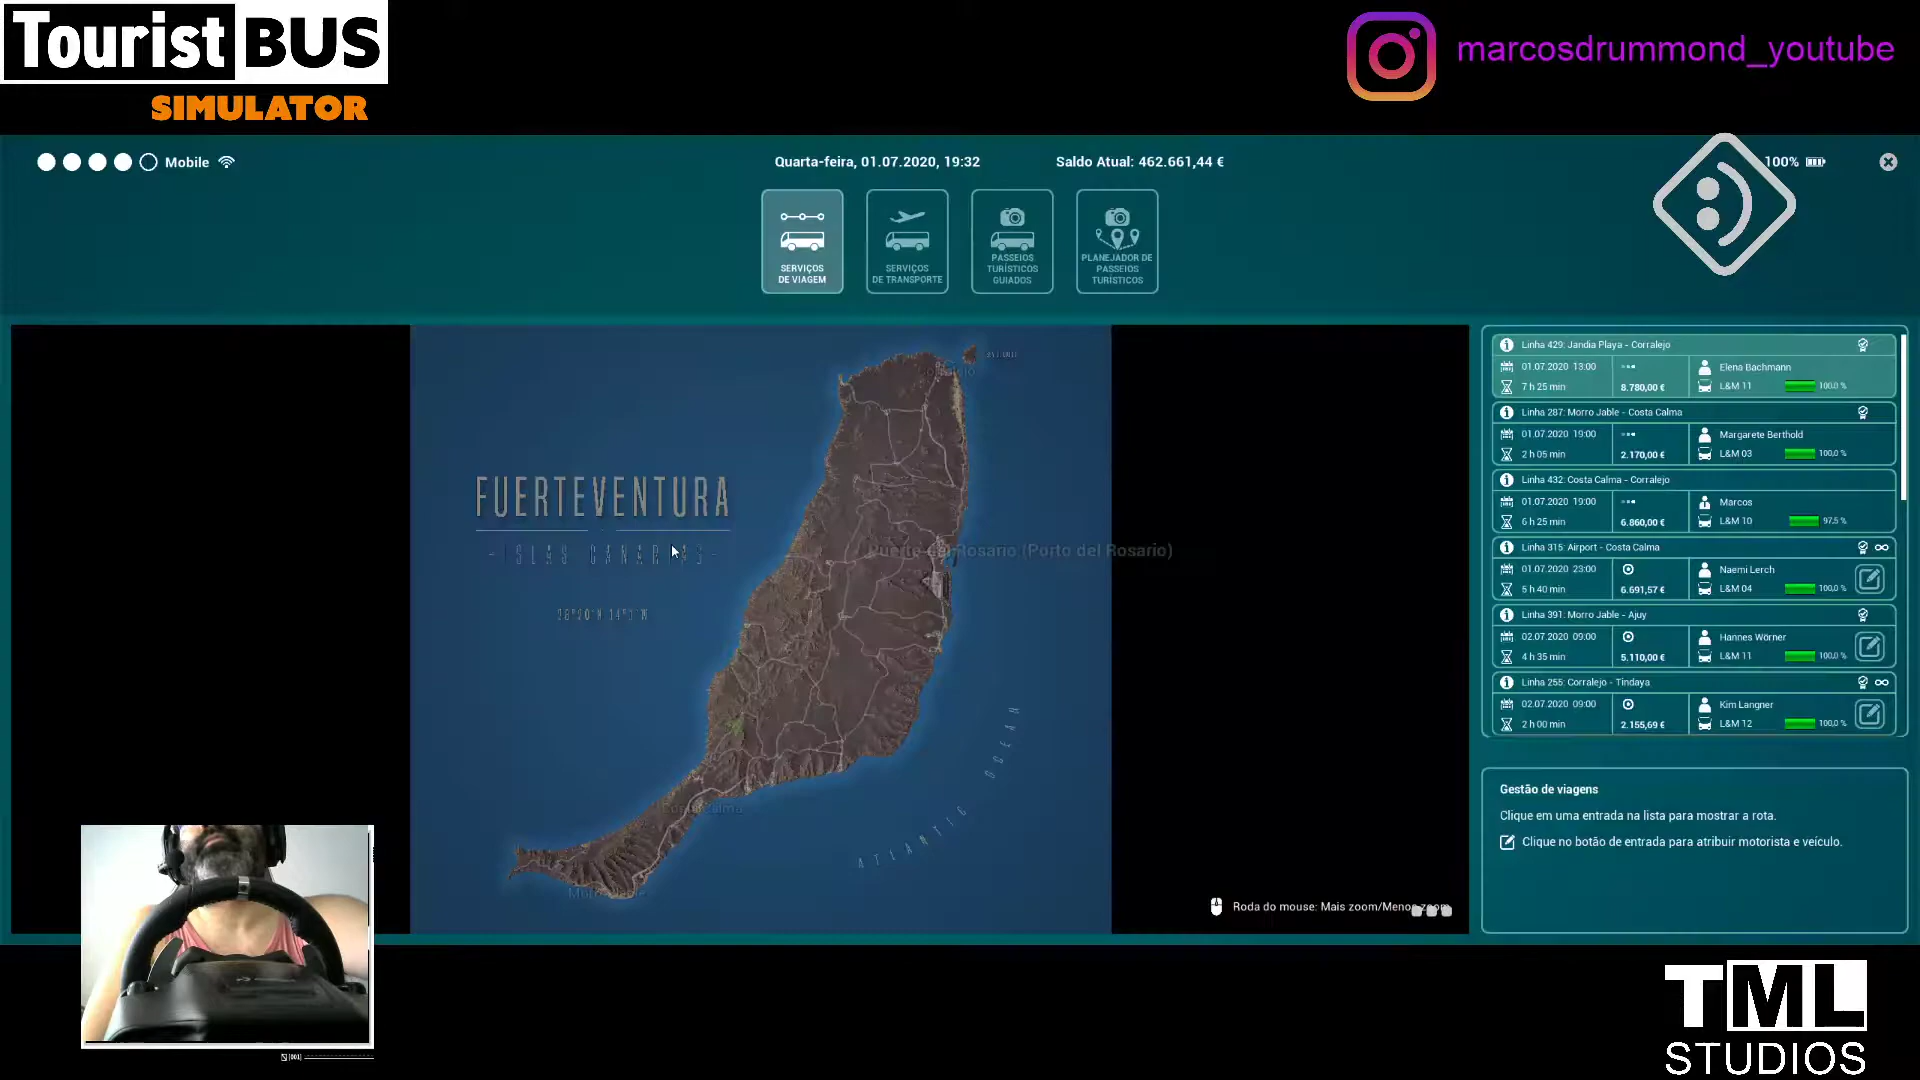 Tourist BUS
SIMULATOR
marcosdrummond_youtube
Mobile
Quarta-feira, 01.07.2020, 19:32
Saldo Atual: 462.661,44 €
100%
SERVIÇOS
DE VIAGEM
SERVIÇOS
DE TRANSPORTE
PASSEIOS
TURÍSTICOS
GUIADOS
PLANEJADOR DE
PASSEIOS
TURÍSTICOS
FUERTEVENTURA
- ISLAS CANARIAS -
Puerto del Rosario (Porto del Rosario)
ATLANTIC OCEAN
Roda do mouse: Mais zoom/Menos zoom
Linha 429: Jandia Playa - Corralejo
01.07.2020 13:00
Elena Bachmann
7 h 25 min
8.780,00 €
L&M 11
100,0 %
Linha 287: Morro Jable - Costa Calma
01.07.2020 19:00
Margarete Berthold
2 h 05 min
2.170,00 €
L&M 03
100,0 %
Linha 432: Costa Calma - Corralejo
01.07.2020 19:00
Marcos
6 h 25 min
6.860,00 €
L&M 10
97,5 %
Linha 315: Airport - Costa Calma
01.07.2020 23:00
Naemi Lerch
5 h 40 min
6.691,57 €
L&M 04
100,0 %
Linha 391: Morro Jable - Ajuy
02.07.2020 09:00
Hannes Wörner
4 h 35 min
5.110,00 €
L&M 11
100,0 %
Linha 255: Corralejo - Tindaya
02.07.2020 09:00
Kim Langner
2 h 00 min
2.155,69 €
L&M 12
100,0 %
Gestão de viagens
Clique em uma entrada na lista para mostrar a rota.
Clique no botão de entrada para atribuir motorista e veículo.
TML
STUDIOS